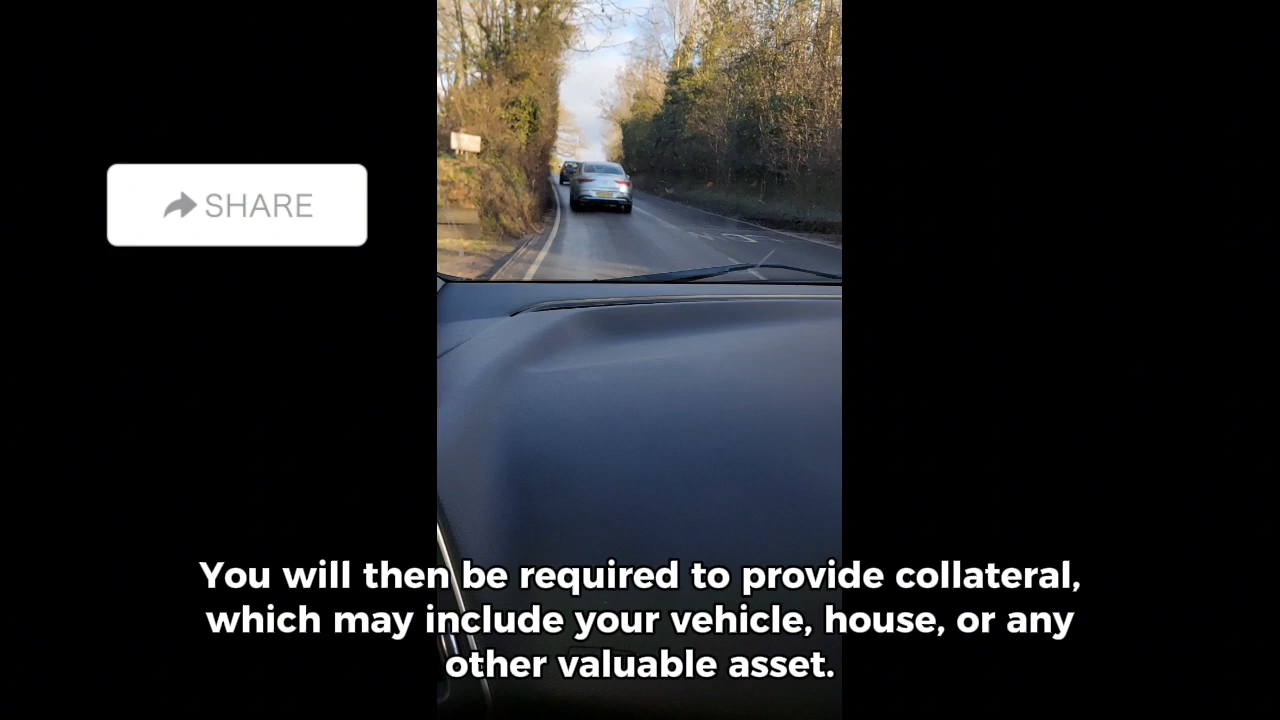 SHARE
You will then be required to provide collateral,
which may include your vehicle, house, or any
other valuable asset.